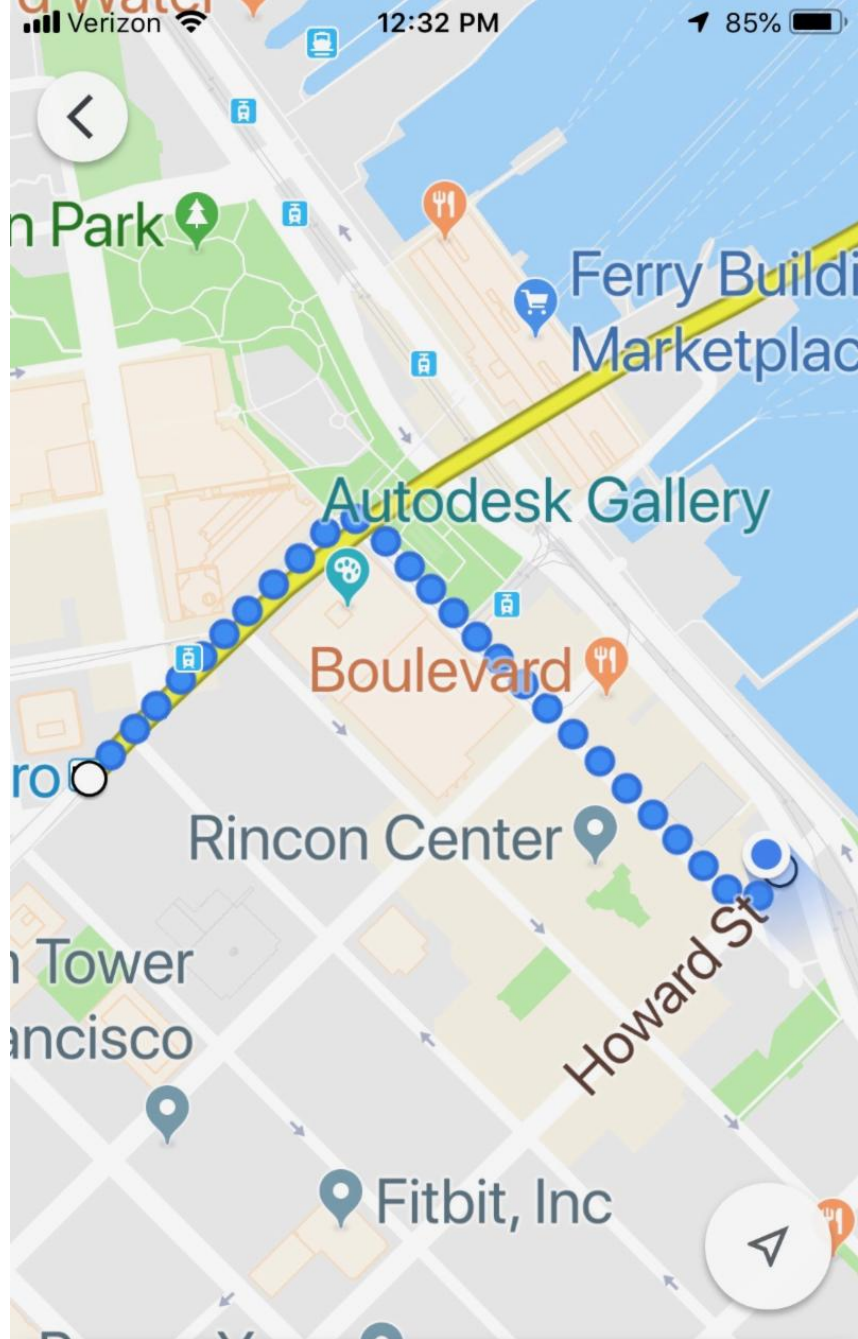 Water
Verizon
12:32 PM
85%
n Park
Ferry Buildi
Marketplac
Autodesk Gallery
Boulevard
ro
Rincon Center
Howard St
n Tower
ancisco
Fitbit, Inc